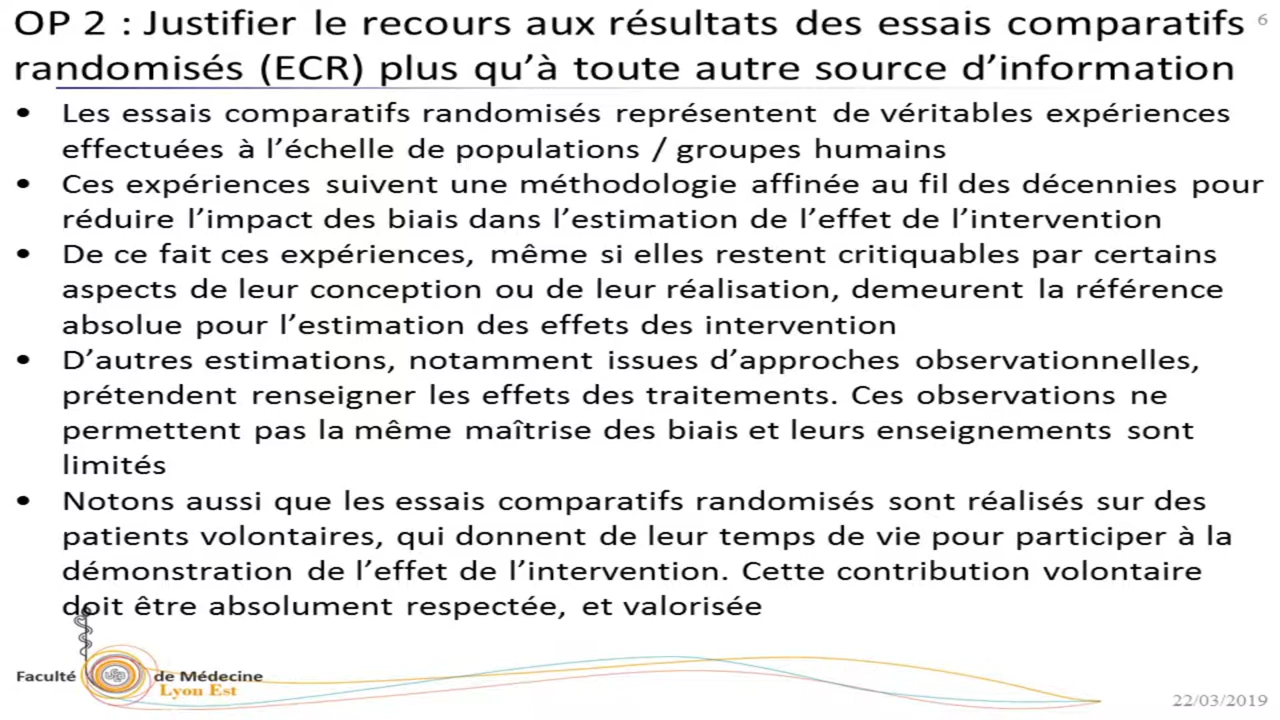 OP 2 : Justifier le recours aux résultats des essais comparatifs
6
randomisés (ECR) plus qu'à toute autre source d'information
• Les essais comparatifs randomisés représentent de véritables expériences
effectuées à l'échelle de populations / groupes humains
• Ces expériences suivent une méthodologie affinée au fil des décennies pour
réduire l'impact des biais dans l'estimation de l'effet de l'intervention
• De ce fait ces expériences, même si elles restent critiquables par certains
aspects de leur conception ou de leur réalisation, demeurent la référence
absolue pour l'estimation des effets des intervention
• D'autres estimations, notamment issues d'approches observationnelles,
prétendent renseigner les effets des traitements. Ces observations ne
permettent pas la même maîtrise des biais et leurs enseignements sont
limités
• Notons aussi que les essais comparatifs randomisés sont réalisés sur des
patients volontaires, qui donnent de leur temps de vie pour participer à la
démonstration de l'effet de l'intervention. Cette contribution volontaire
doit être absolument respectée, et valorisée
Faculté de Médecine
Lyon Est
22/03/2019